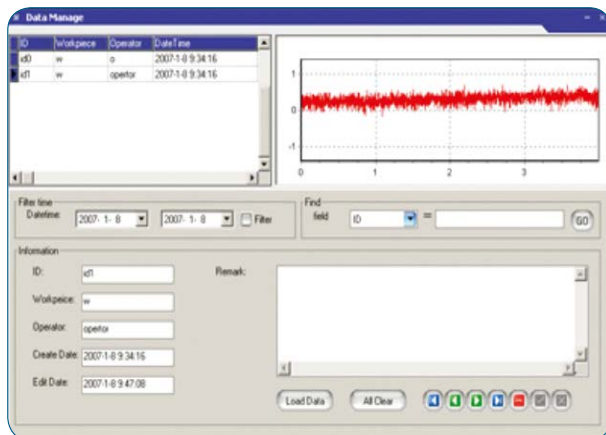 Data Manage
ID Workpiece Operator DateTime
id0 w o 2007-1-8 9:34:16
id1 w opertor 2007-1-8 9:34:16
1
0
-1
0 1 2 3
Filter time
Datetime: 2007- 1- 8 2007- 1- 8 Filter
Find
field ID = GO
Information
ID: id1
Remark:
Workpeice: w
Operator: opertor
Create Date: 2007-1-8 9:34:16
Edit Date: 2007-1-8 9:47:08
Load Data All Clear